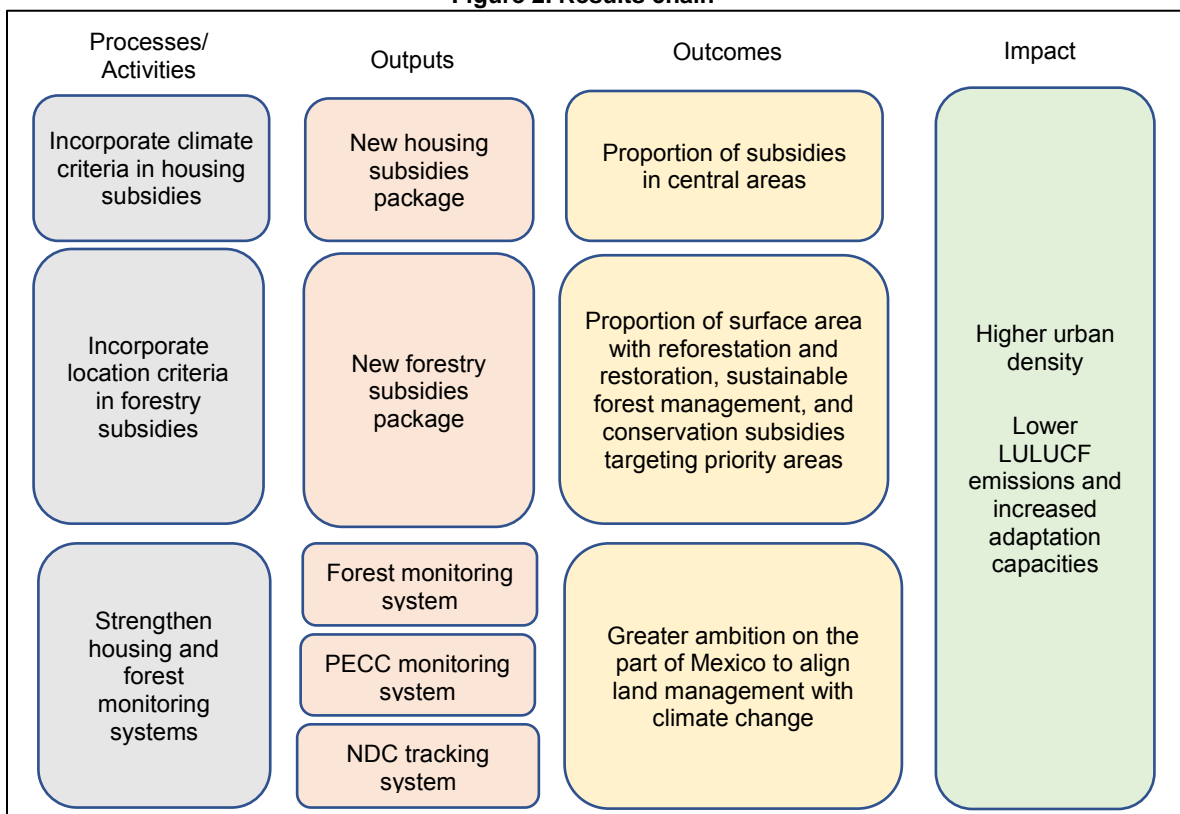 Figure 2. Results chain
Processes/
Activities
Outputs
Outcomes
Impact
Incorporate climate
criteria in housing
subsidies
New housing
subsidies
package
Proportion of subsidies
in central areas
Incorporate
location criteria
in forestry
subsidies
New forestry
subsidies
package
Proportion of surface area
with reforestation and
restoration, sustainable
forest management, and
conservation subsidies
targeting priority areas
Strengthen
housing and
forest
monitoring
systems
Forest monitoring
system
PECC monitoring
system
NDC tracking
system
Greater ambition on the
part of Mexico to align
land management with
climate change
Higher urban
density
Lower
LULUCF
emissions and
increased
adaptation
capacities